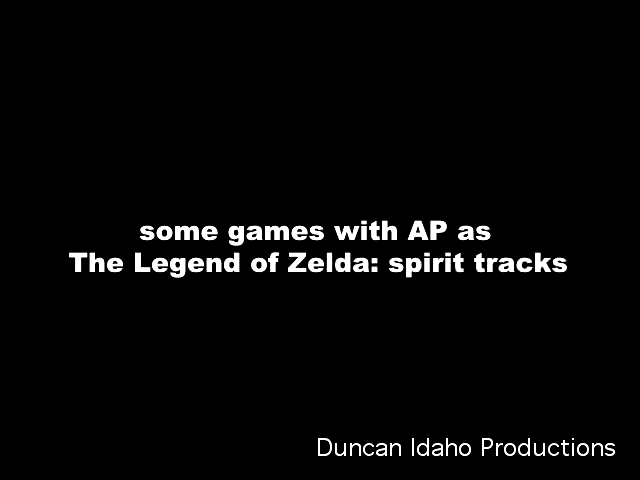 some games with AP as
The Legend of Zelda: spirit tracks
Duncan Idaho Productions